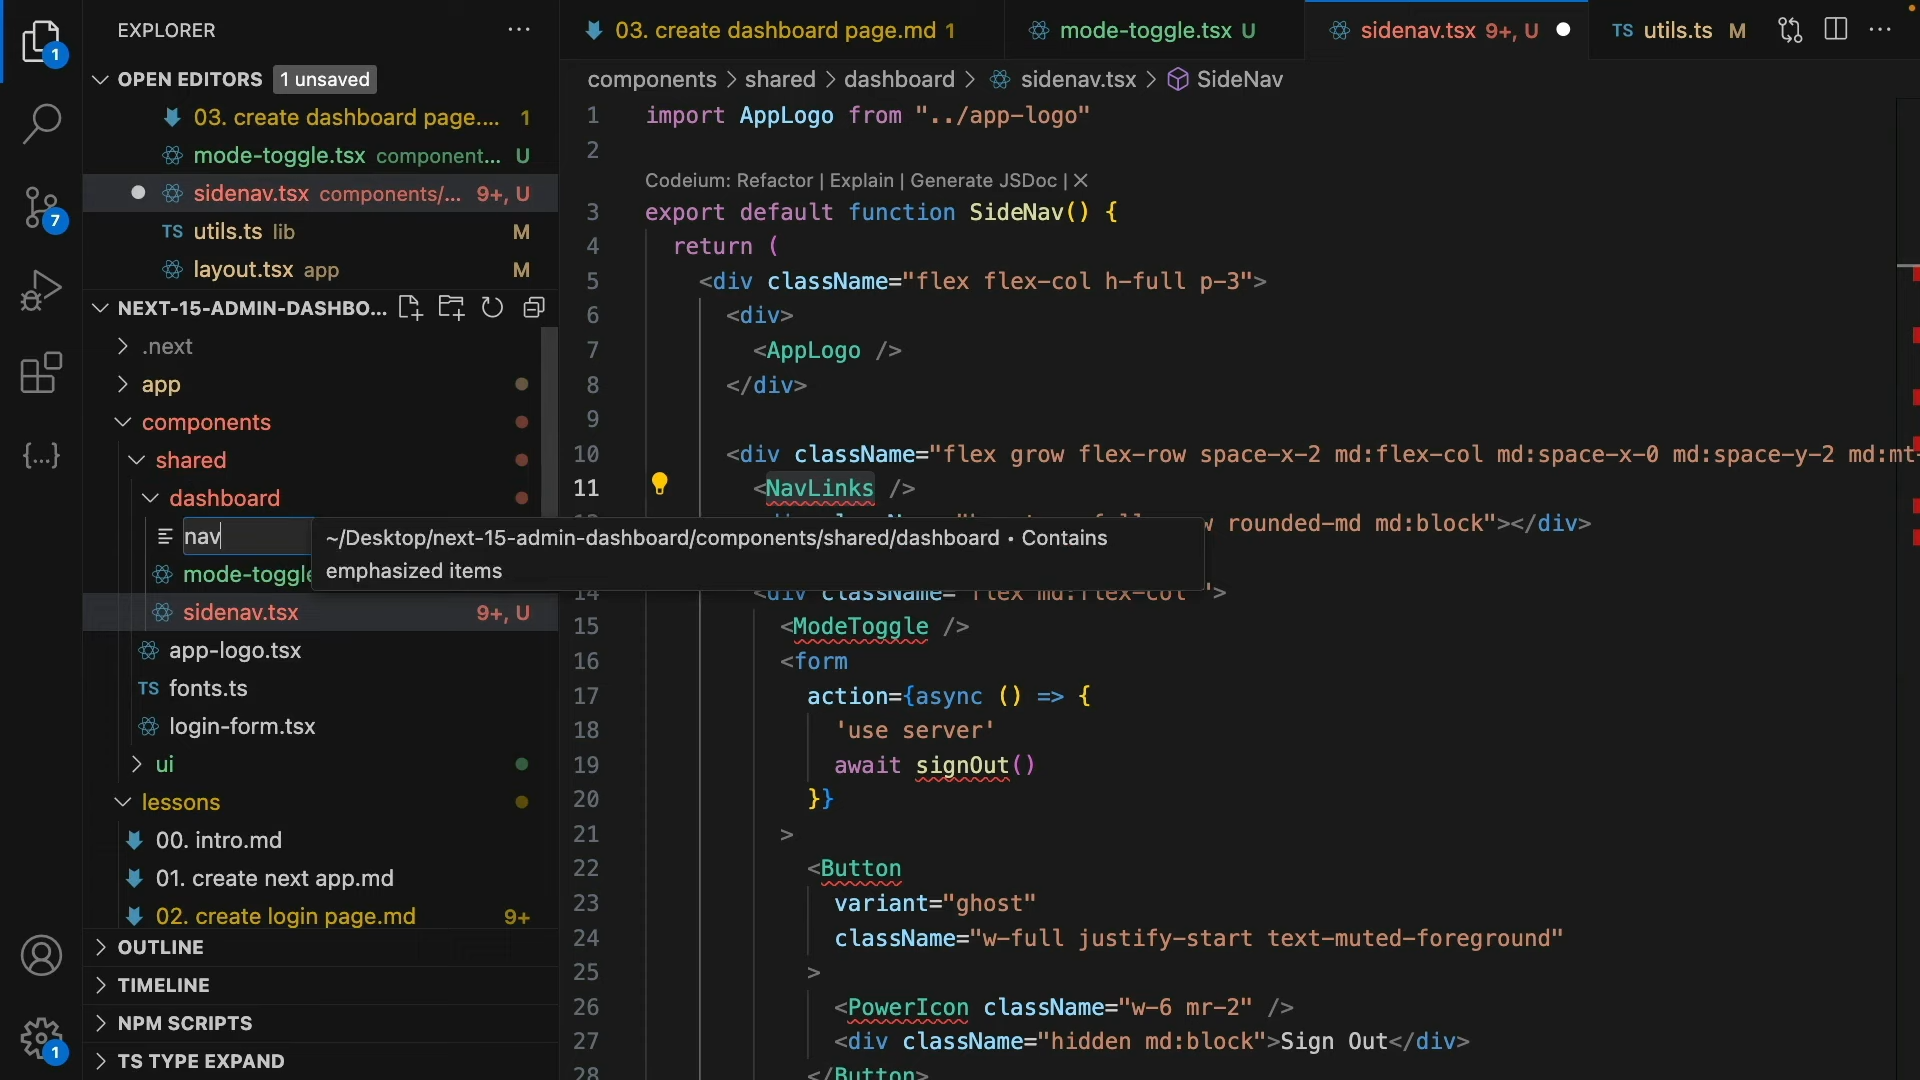 EXPLORER
OPEN EDITORS 1 unsaved
03. create dashboard page.... 1
mode-toggle.tsx component... U
sidenav.tsx components/... 9+, U
TS utils.ts lib M
layout.tsx app M
NEXT-15-ADMIN-DASHBO...
.next
app
components
shared
dashboard
nav
mode-toggle
sidenav.tsx 9+, U
app-logo.tsx
TS fonts.ts
login-form.tsx
ui
lessons
00. intro.md
01. create next app.md
02. create login page.md 9+
OUTLINE
TIMELINE
NPM SCRIPTS
TS TYPE EXPAND
1
7
{...}
1
03. create dashboard page.md 1
mode-toggle.tsx U
sidenav.tsx 9+, U
TS utils.ts M
components > shared > dashboard > sidenav.tsx > SideNav
1 import AppLogo from "../app-logo"
2
Codeium: Refactor | Explain | Generate JSDoc | X
3 export default function SideNav() {
4 return (
5 <div className="flex flex-col h-full p-3">
6 <div>
7 <AppLogo />
8 </div>
9
10 <div className="flex grow flex-row space-x-2 md:flex-col md:space-x-0 md:space-y-2 md:mt-
11 <NavLinks />
w rounded-md md:block"></div>
~/Desktop/next-15-admin-dashboard/components/shared/dashboard • Contains
emphasized items
14 <div className="flex md:flex-col ">
15 <ModeToggle />
16 <form
17 action={async () => {
18 'use server'
19 await signOut()
20 }}
21 >
22 <Button
23 variant="ghost"
24 className="w-full justify-start text-muted-foreground"
25 >
26 <PowerIcon className="w-6 mr-2" />
27 <div className="hidden md:block">Sign Out</div>
28 </Button>